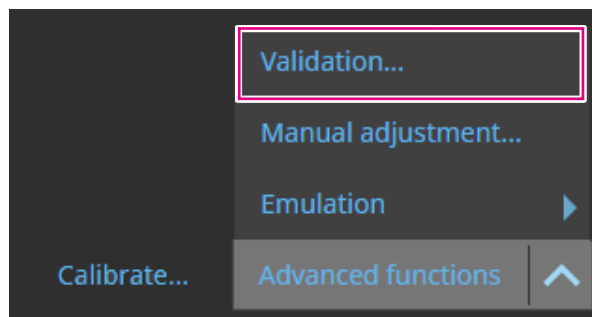 Validation...
Manual adjustment...
Emulation
Calibrate... Advanced functions